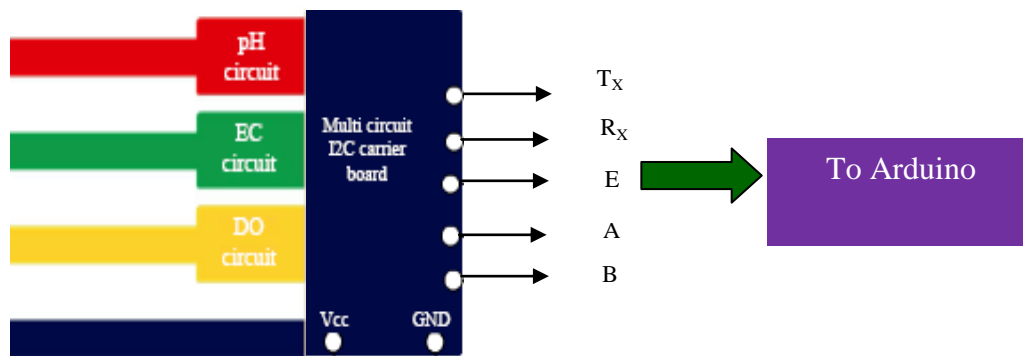 pH
circuit
EC
circuit
DO
circuit
Multi circuit
I2C carrier
board
Vcc
GND
TX
RX
E
A
B
To Arduino